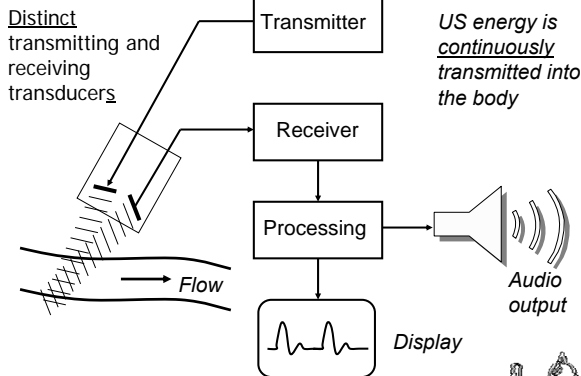 Distinct
transmitting and
receiving
transducers
Transmitter
US energy is
continuously
transmitted into
the body
Receiver
Processing
Flow
Audio
output
Display